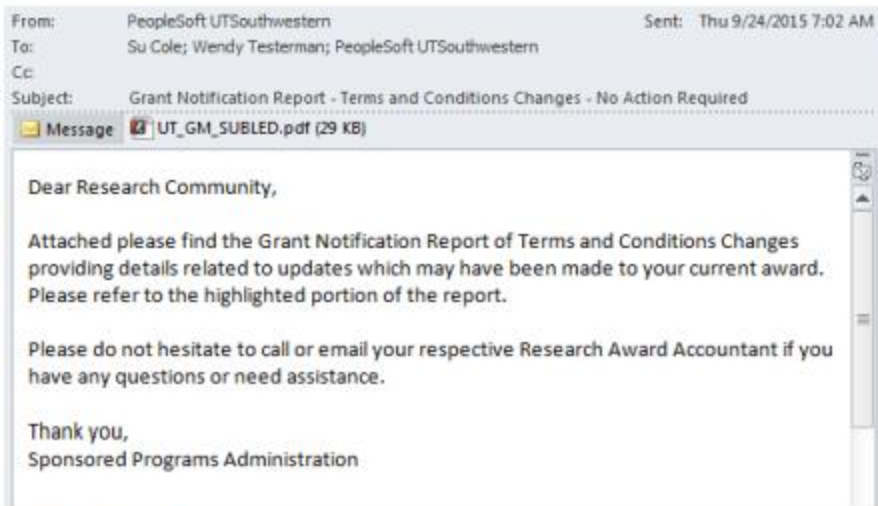 From: PeopleSoft UTSouthwestern Sent: Thu 9/24/2015 7:02 AM
To: Su Cole; Wendy Testerman; PeopleSoft UTSouthwestern
Cc:
Subject: Grant Notification Report - Terms and Conditions Changes - No Action Required
Message UT_GM_SUBLED.pdf (29 KB)
Dear Research Community,
Attached please find the Grant Notification Report of Terms and Conditions Changes
providing details related to updates which may have been made to your current award.
Please refer to the highlighted portion of the report.
Please do not hesitate to call or email your respective Research Award Accountant if you
have any questions or need assistance.
Thank you,
Sponsored Programs Administration